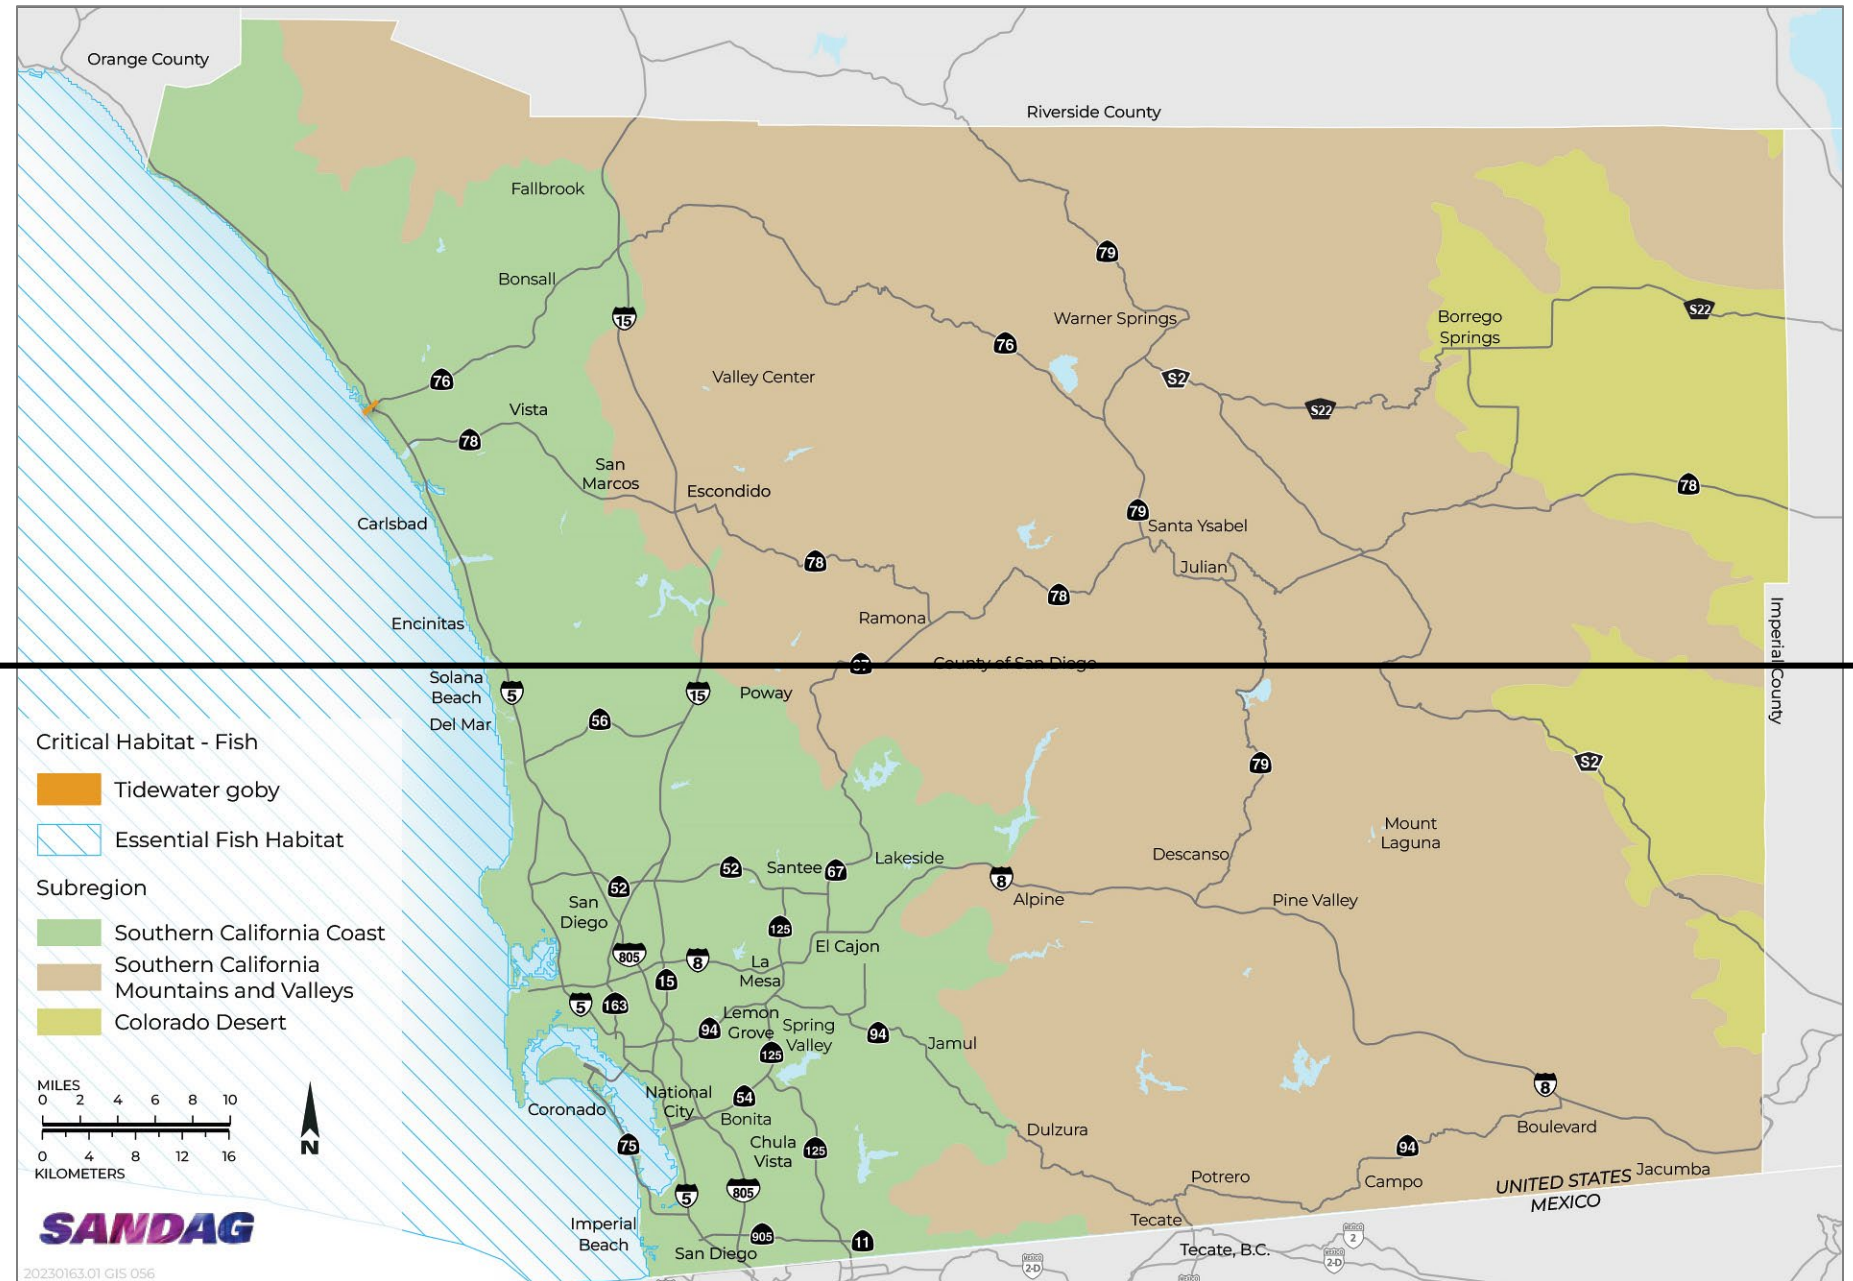 Orange County
Riverside County
Fallbrook
79
Bonsall
15
Warner Springs
Borrego
Springs
S22
76
Valley Center
S2
76
S22
Vista
78
San
Marcos
Escondido
78
79
Santa Ysabel
Carlsbad
78
Julian
78
Ramona
Encinitas
Imperial County
67
County of San Diego
Solana
Beach
5
15
Poway
Del Mar
56
79
S2
Critical Habitat - Fish
Tidewater goby
Essential Fish Habitat
Subregion
Southern California Coast
Southern California
Mountains and Valleys
Colorado Desert
Mount
Laguna
Descanso
52
52
Santee
67
Lakeside
8
Alpine
Pine Valley
San
Diego
125
El Cajon
805
8
La
Mesa
15
5
163
94
Lemon
Grove
Spring
Valley
94
Jamul
125
National
City
54
Bonita
Coronado
75
Chula
Vista
125
Dulzura
8
Boulevard
94
Potrero
Campo
Jacumba
UNITED STATES
MEXICO
5
805
Tecate
Imperial
Beach
905
11
San Diego
Tecate, B.C.
MEXICO
2
MEXICO
2-D
MEXICO
2-D
MILES
0 2 4 6 8 10
0 4 8 12 16
KILOMETERS
N
SANDAG
20230163.01 GIS 056